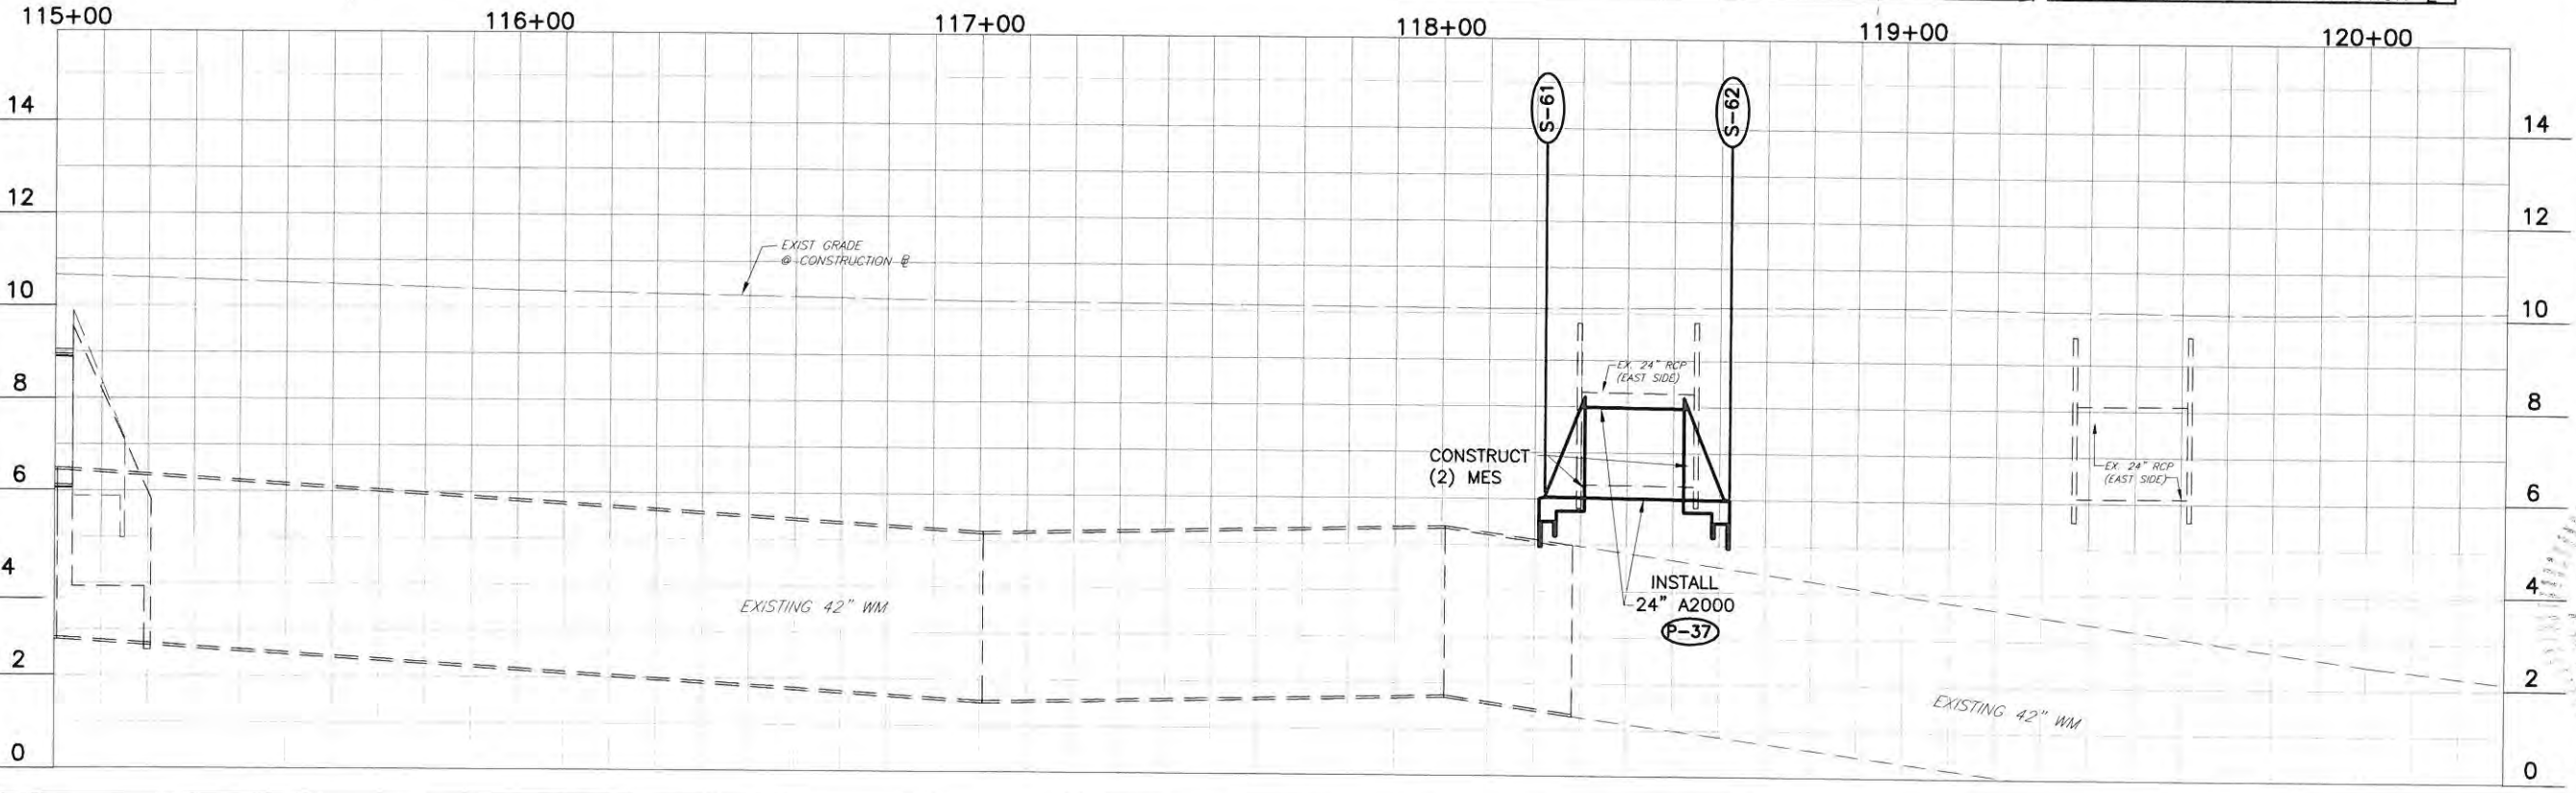 115+00
116+00
117+00
118+00
119+00
120+00
14
12
10
8
6
4
2
0
EXIST GRADE
@ CONSTRUCTION ℄
EXISTING 42" WM
S-61
S-62
EX. 24" RCP
(EAST SIDE)
CONSTRUCT
(2) MES
INSTALL
24" A2000
P-37
EX. 24" RCP
(EAST SIDE)
EXISTING 42" WM
14
12
10
8
6
4
2
0